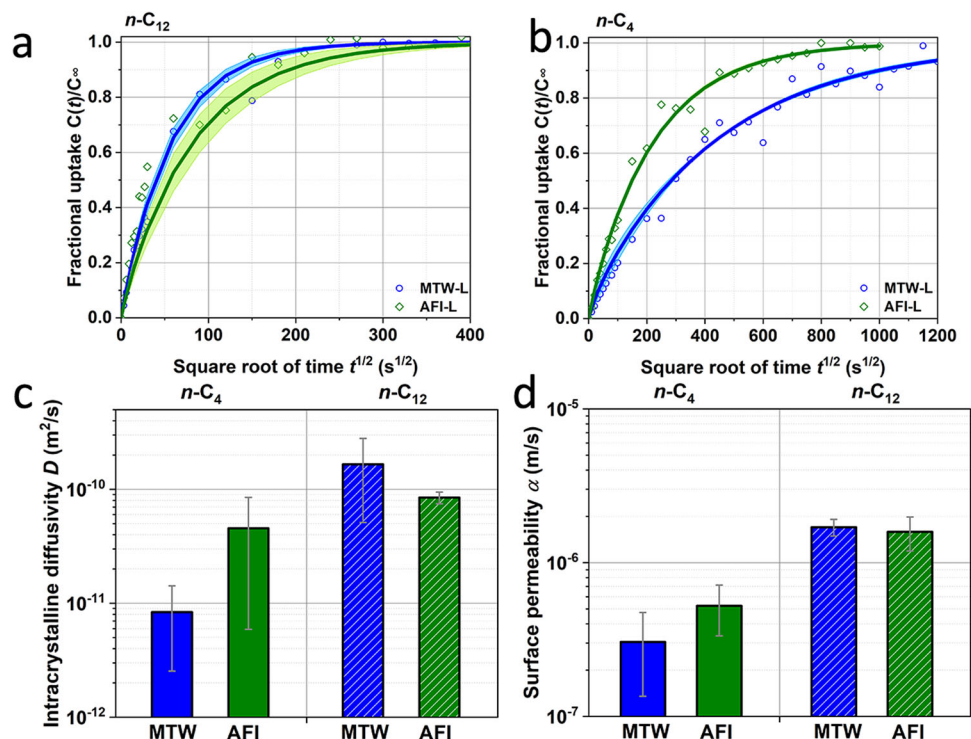 a
n-C₁₂
Fractional uptake C(t)/C∞
1.0
0.8
0.6
0.4
0.2
0.0
MTW-L
AFI-L
0 100 200 300 400
Square root of time t^1/2 (s^1/2)
b
n-C₄
Fractional uptake C(t)/C∞
1.0
0.8
0.6
0.4
0.2
0.0
MTW-L
AFI-L
0 200 400 600 800 1000 1200
Square root of time t^1/2 (s^1/2)
c
n-C₄ n-C₁₂
Intracrystalline diffusivity D (m²/s)
10⁻¹⁰
10⁻¹¹
10⁻¹²
MTW AFI MTW AFI
d
n-C₄ n-C₁₂
Surface permeability α (m/s)
10⁻⁵
10⁻⁶
10⁻⁷
MTW AFI MTW AFI